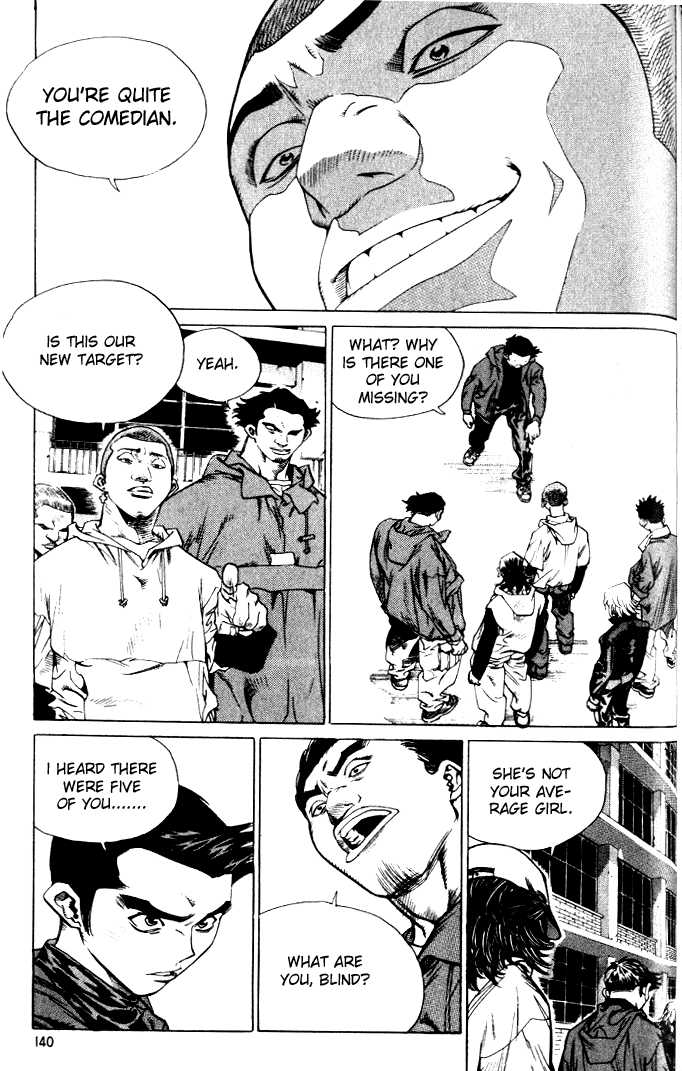 YOU'RE QUITE
THE COMEDIAN.
IS THIS OUR
NEW TARGET?
YEAH.
WHAT? WHY
IS THERE ONE
OF YOU
MISSING?
I HEARD THERE
WERE FIVE
OF YOU.......
WHAT ARE
YOU, BLIND?
SHE'S NOT
YOUR AVE-
RAGE GIRL.
140